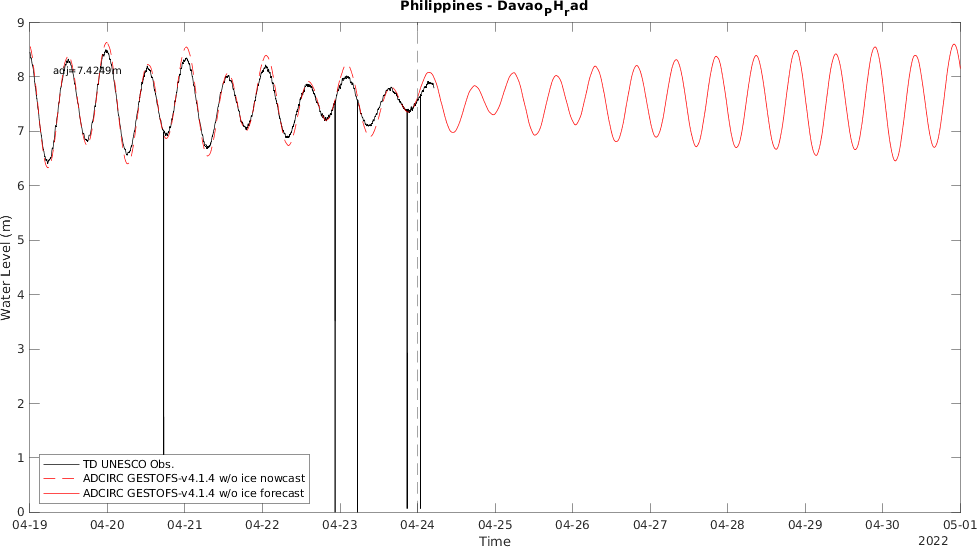 Philippines - DavaoPHrad
9
8
7
6
5
4
3
2
1
0
Water Level (m)
adj=7.4249m
TD UNESCO Obs.
ADCIRC GESTOFS-v4.1.4 w/o ice nowcast
ADCIRC GESTOFS-v4.1.4 w/o ice forecast
04-19 04-20 04-21 04-22 04-23 04-24 04-25 04-26 04-27 04-28 04-29 04-30 05-01
Time
2022